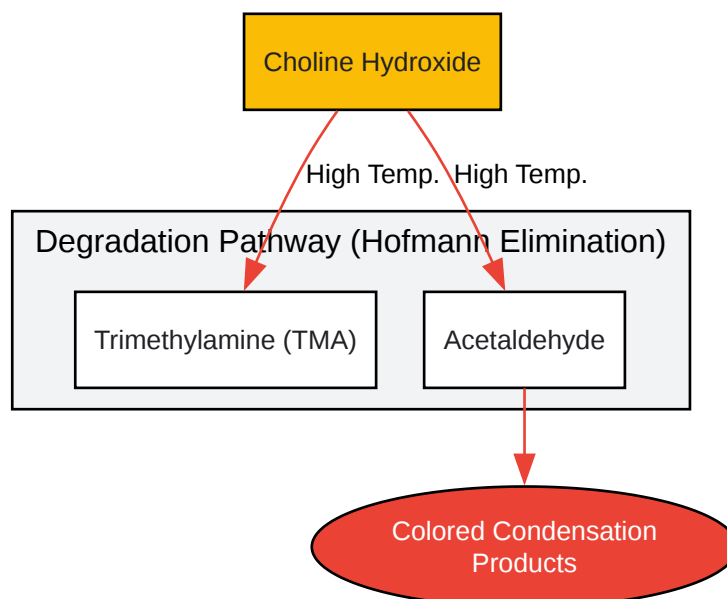 Choline Hydroxide
High Temp. High Temp.
Degradation Pathway (Hofmann Elimination)
Trimethylamine (TMA)
Acetaldehyde
Colored Condensation
Products